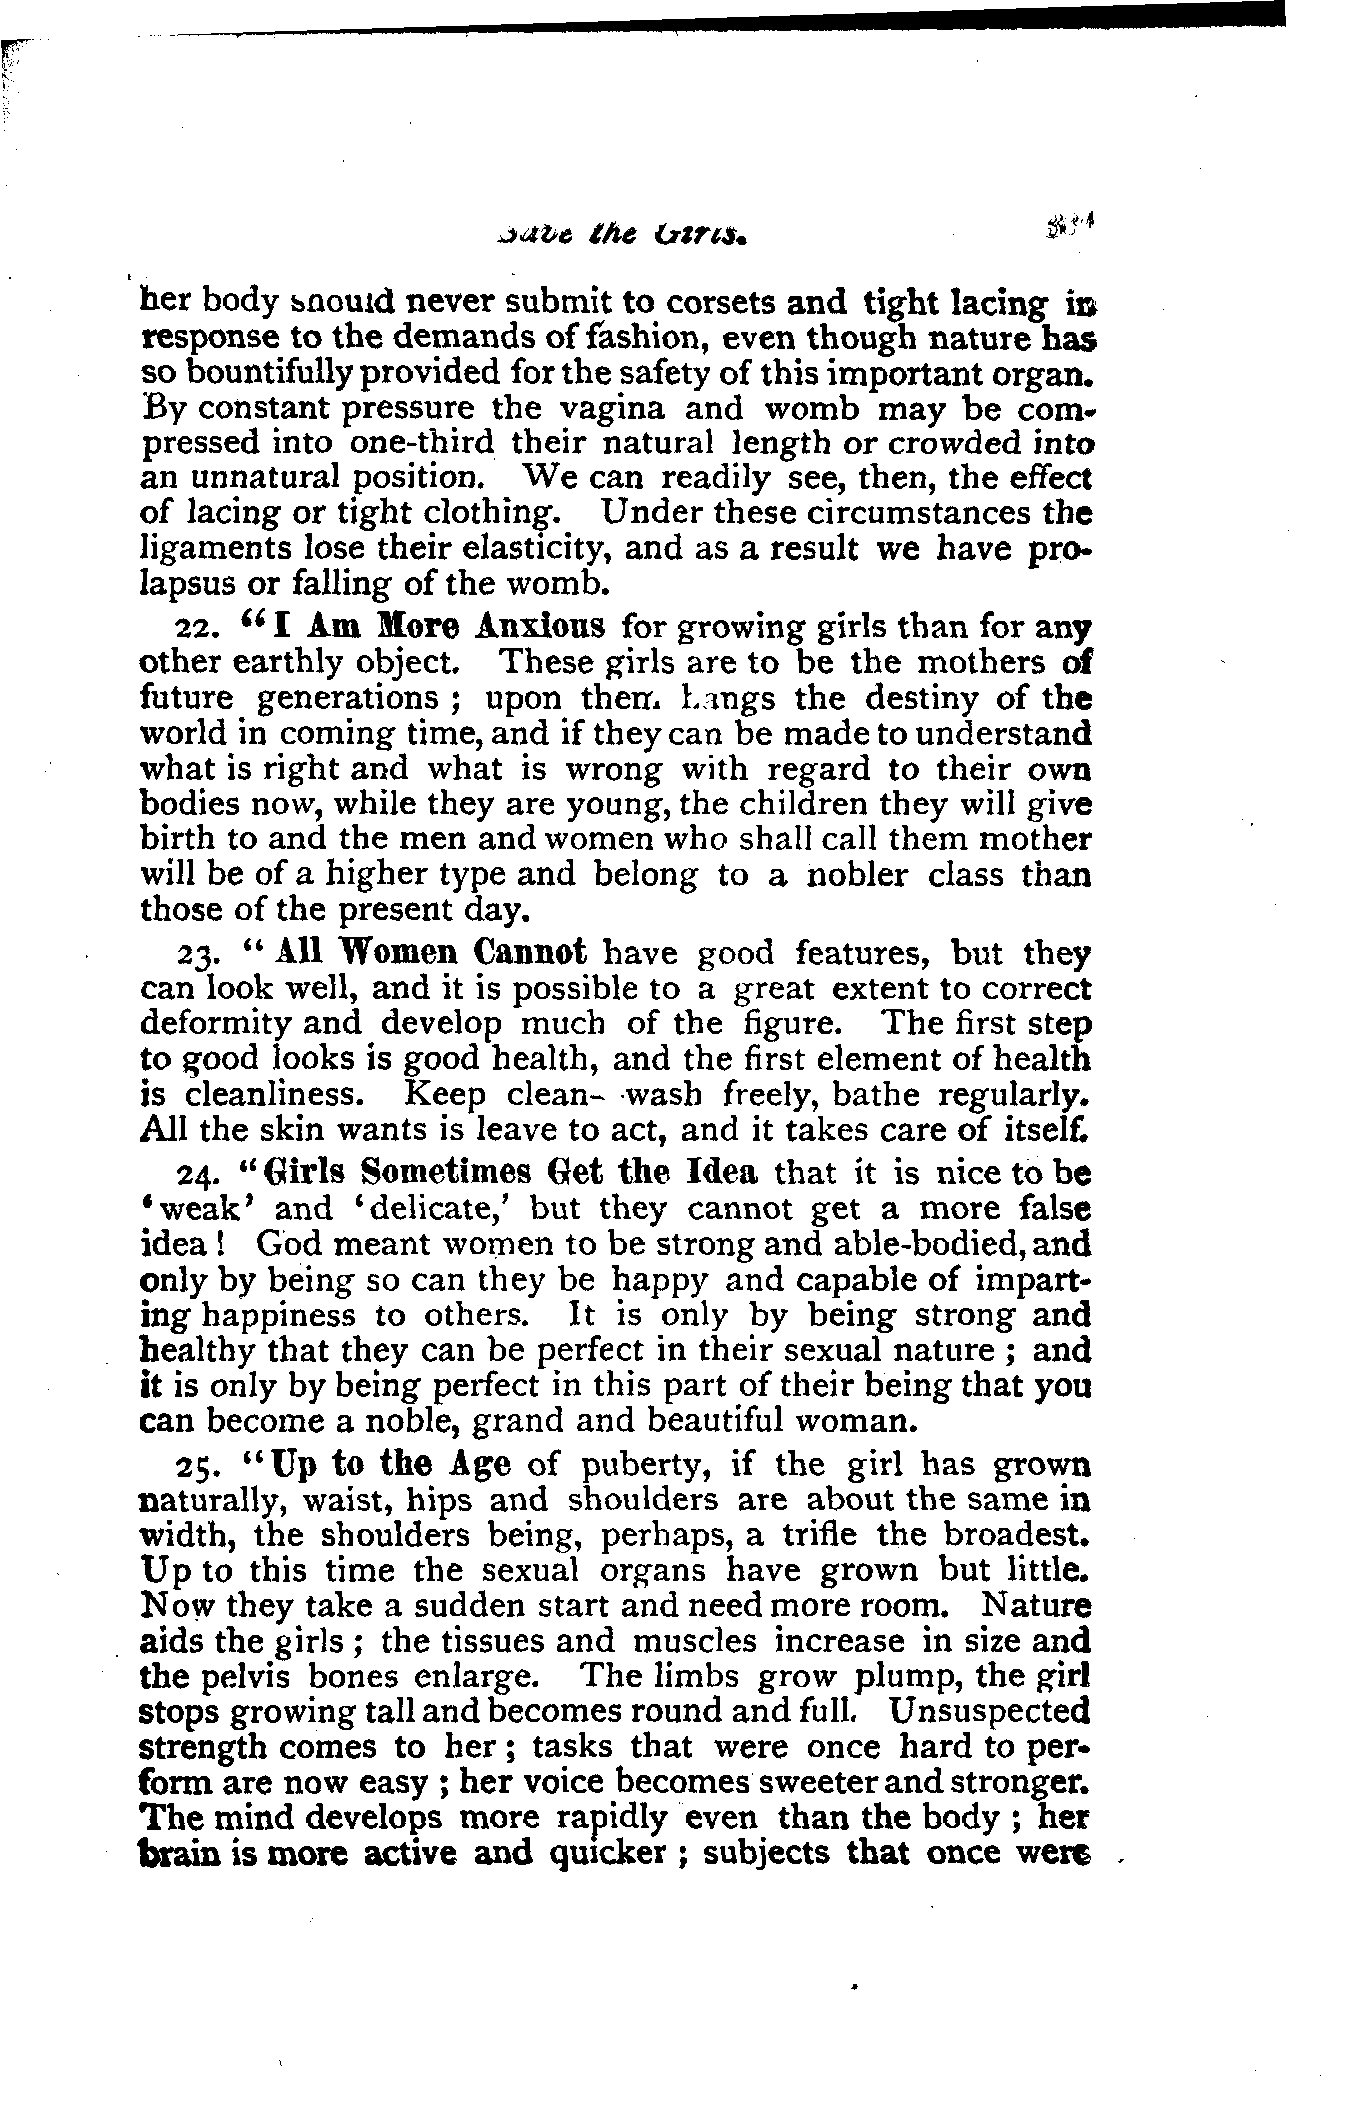 Save the Girls.
her body should never submit to corsets and tight lacing in
response to the demands of fashion, even though nature has
so bountifully provided for the safety of this important organ.
By constant pressure the vagina and womb may be com-
pressed into one-third their natural length or crowded into
an unnatural position. We can readily see, then, the effect
of lacing or tight clothing. Under these circumstances the
ligaments lose their elasticity, and as a result we have pro-
lapsus or falling of the womb.
22. "I Am More Anxious for growing girls than for any
other earthly object. These girls are to be the mothers of
future generations ; upon them hangs the destiny of the
world in coming time, and if they can be made to understand
what is right and what is wrong with regard to their own
bodies now, while they are young, the children they will give
birth to and the men and women who shall call them mother
will be of a higher type and belong to a nobler class than
those of the present day.
23. " All Women Cannot have good features, but they
can look well, and it is possible to a great extent to correct
deformity and develop much of the figure. The first step
to good looks is good health, and the first element of health
is cleanliness. Keep clean- wash freely, bathe regularly.
All the skin wants is leave to act, and it takes care of itself.
24. "Girls Sometimes Get the Idea that it is nice to be
'weak' and 'delicate,' but they cannot get a more false
idea ! God meant women to be strong and able-bodied, and
only by being so can they be happy and capable of impart-
ing happiness to others. It is only by being strong and
healthy that they can be perfect in their sexual nature ; and
it is only by being perfect in this part of their being that you
can become a noble, grand and beautiful woman.
25. "Up to the Age of puberty, if the girl has grown
naturally, waist, hips and shoulders are about the same in
width, the shoulders being, perhaps, a trifle the broadest.
Up to this time the sexual organs have grown but little.
Now they take a sudden start and need more room. Nature
aids the girls ; the tissues and muscles increase in size and
the pelvis bones enlarge. The limbs grow plump, the girl
stops growing tall and becomes round and full. Unsuspected
strength comes to her ; tasks that were once hard to per-
form are now easy ; her voice becomes sweeter and stronger.
The mind develops more rapidly even than the body ; her
brain is more active and quicker ; subjects that once were